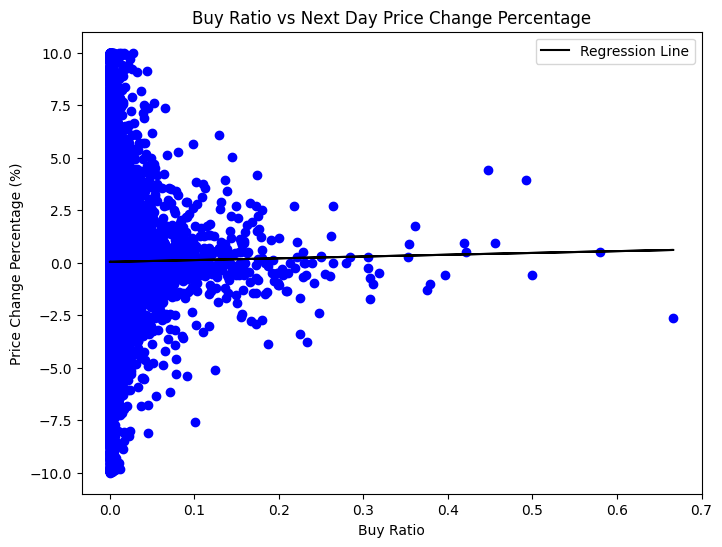 Buy Ratio vs Next Day Price Change Percentage
Regression Line
Price Change Percentage (%)
10.0
7.5
5.0
2.5
0.0
−2.5
−5.0
−7.5
−10.0
0.0 0.1 0.2 0.3 0.4 0.5 0.6 0.7
Buy Ratio